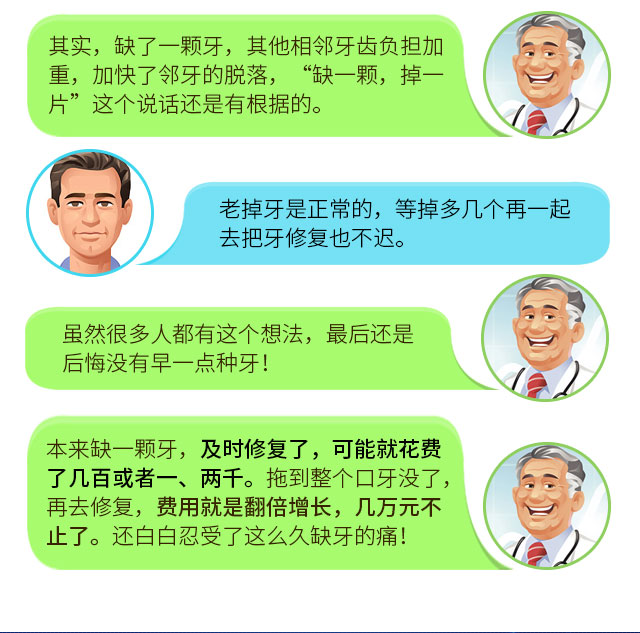 其实，缺了一颗牙，其他相邻牙齿负担加
重，加快了邻牙的脱落，“缺一颗，掉一
片”这个说话还是有根据的。
老掉牙是正常的，等掉多几个再一起
去把牙修复也不迟。
虽然很多人都有这个想法，最后还是
后悔没有早一点种牙！
本来缺一颗牙，及时修复了，可能就花费
了几百或者一、两千。拖到整个口牙没了，
再去修复，费用就是翻倍增长，几万元不
止了。还白白忍受了这么久缺牙的痛！